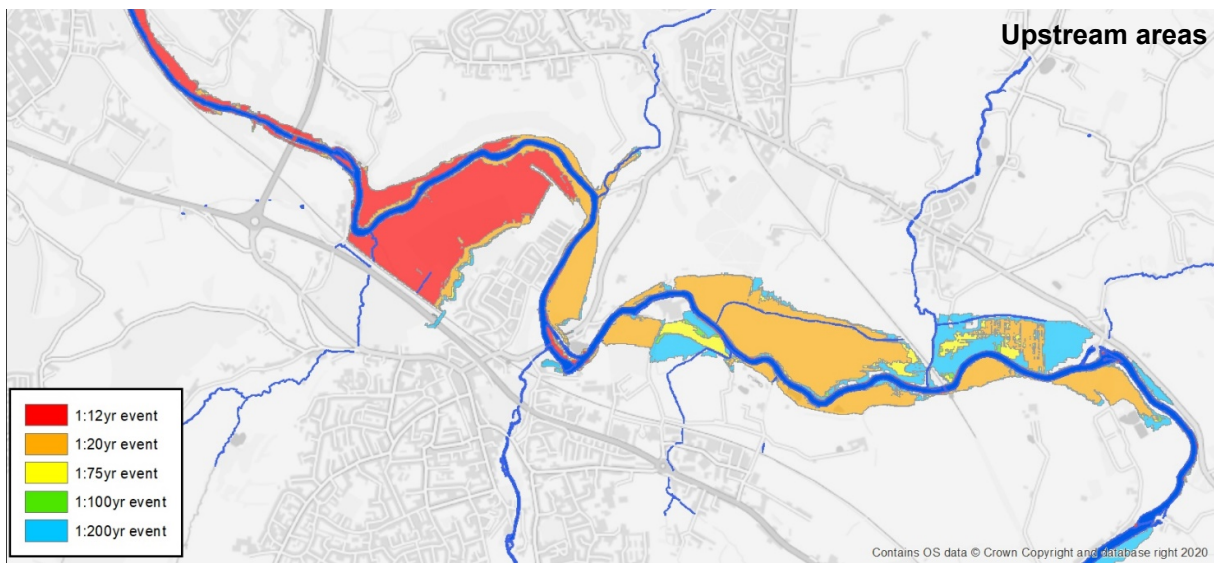 Upstream areas
1:12yr event
1:20yr event
1:75yr event
1:100yr event
1:200yr event
Contains OS data © Crown Copyright and database right 2020